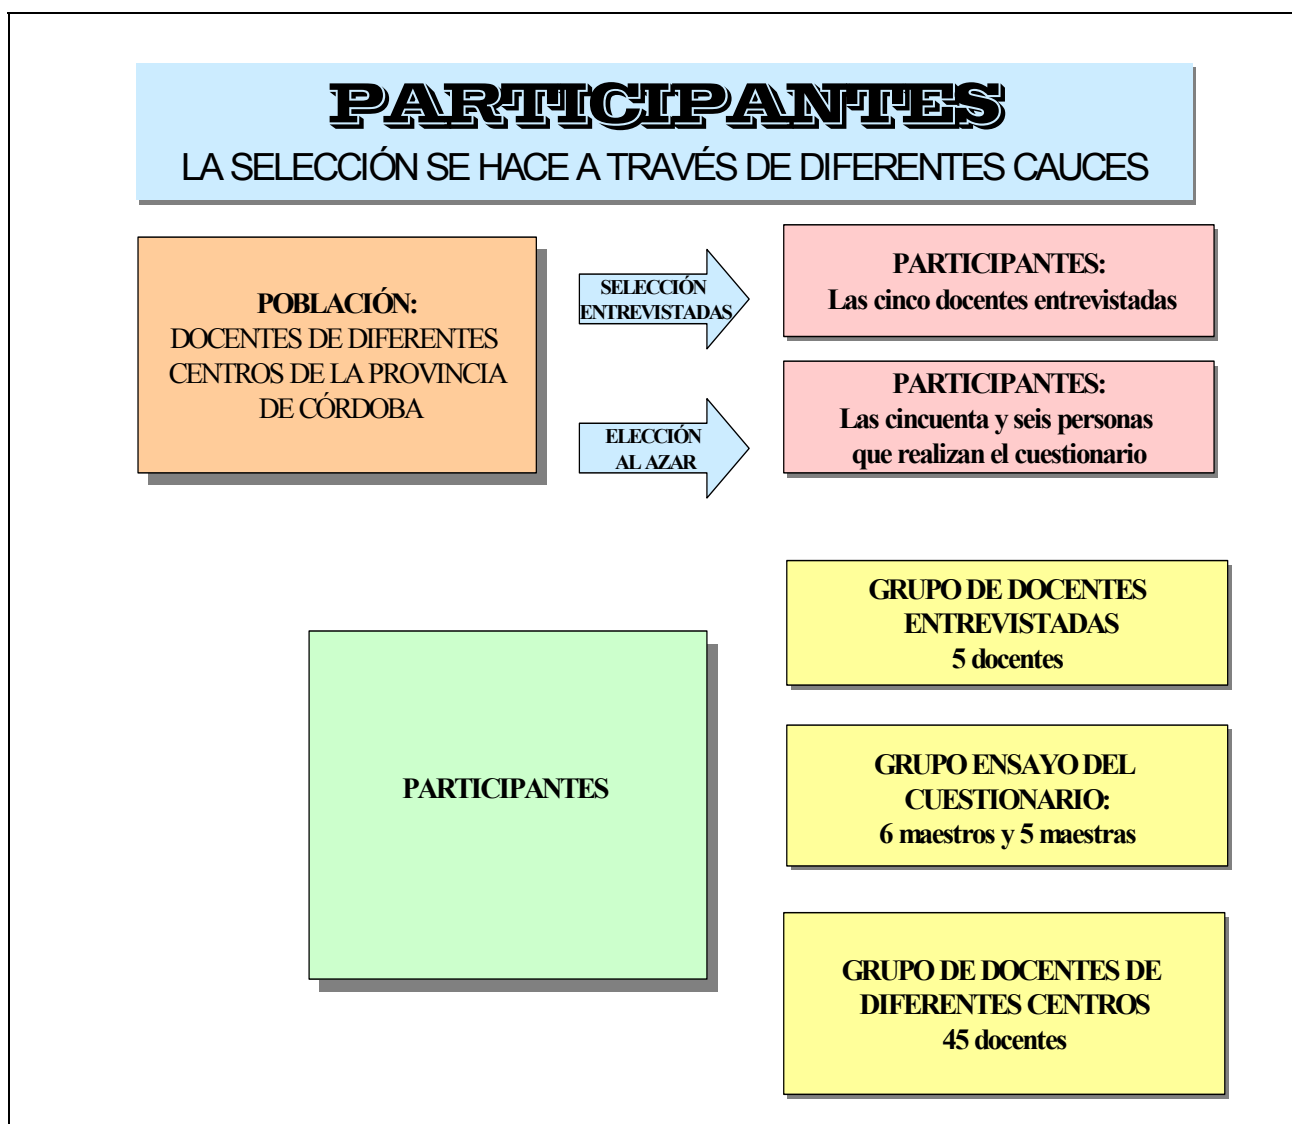 PARTICIPANTES
LA SELECCIÓN SE HACE A TRAVÉS DE DIFERENTES CAUCES
POBLACIÓN:
DOCENTES DE DIFERENTES
CENTROS DE LA PROVINCIA
DE CÓRDOBA
SELECCIÓN
ENTREVISTADAS
PARTICIPANTES:
Las cinco docentes entrevistadas
ELECCIÓN
AL AZAR
PARTICIPANTES:
Las cincuenta y seis personas
que realizan el cuestionario
PARTICIPANTES
GRUPO DE DOCENTES
ENTREVISTADAS
5 docentes
GRUPO ENSAYO DEL
CUESTIONARIO:
6 maestros y 5 maestras
GRUPO DE DOCENTES DE
DIFERENTES CENTROS
45 docentes